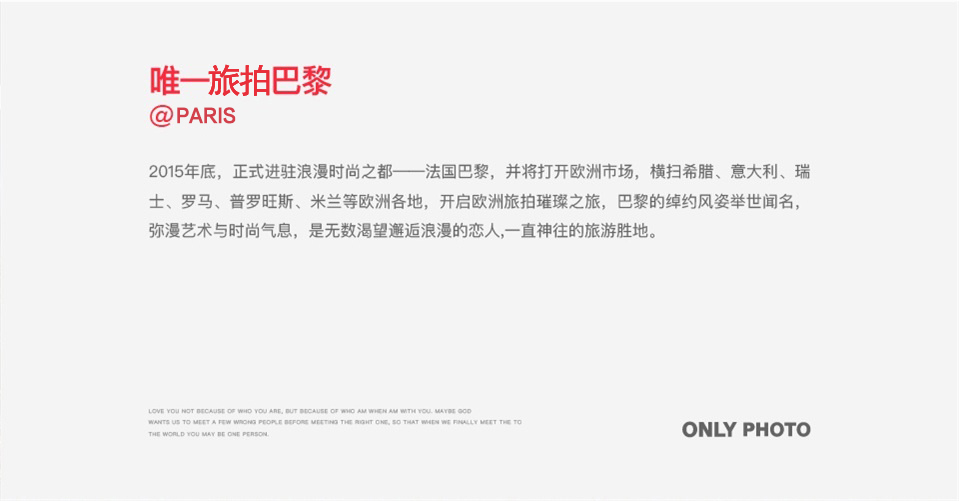 唯一旅拍巴黎
@PARIS
2015年底，正式进驻浪漫时尚之都——法国巴黎，并将打开欧洲市场，横扫希腊、意大利、瑞
士、罗马、普罗旺斯、米兰等欧洲各地，开启欧洲旅拍璀璨之旅，巴黎的绰约风姿举世闻名，
弥漫艺术与时尚气息，是无数渴望邂逅浪漫的恋人,一直神往的旅游胜地。
LOVE YOU NOT BECAUSE OF WHO YOU ARE, BUT BECAUSE OF WHO AM WHEN AM WITH YOU. MAYBE GOD
WANTS US TO MEET A FEW WRONG PEOPLE BEFORE MEETING THE RIGHT ONE, SO THAT WHEN WE FINALLY MEET THE TO
THE WORLD YOU MAY BE ONE PERSON.
ONLY PHOTO